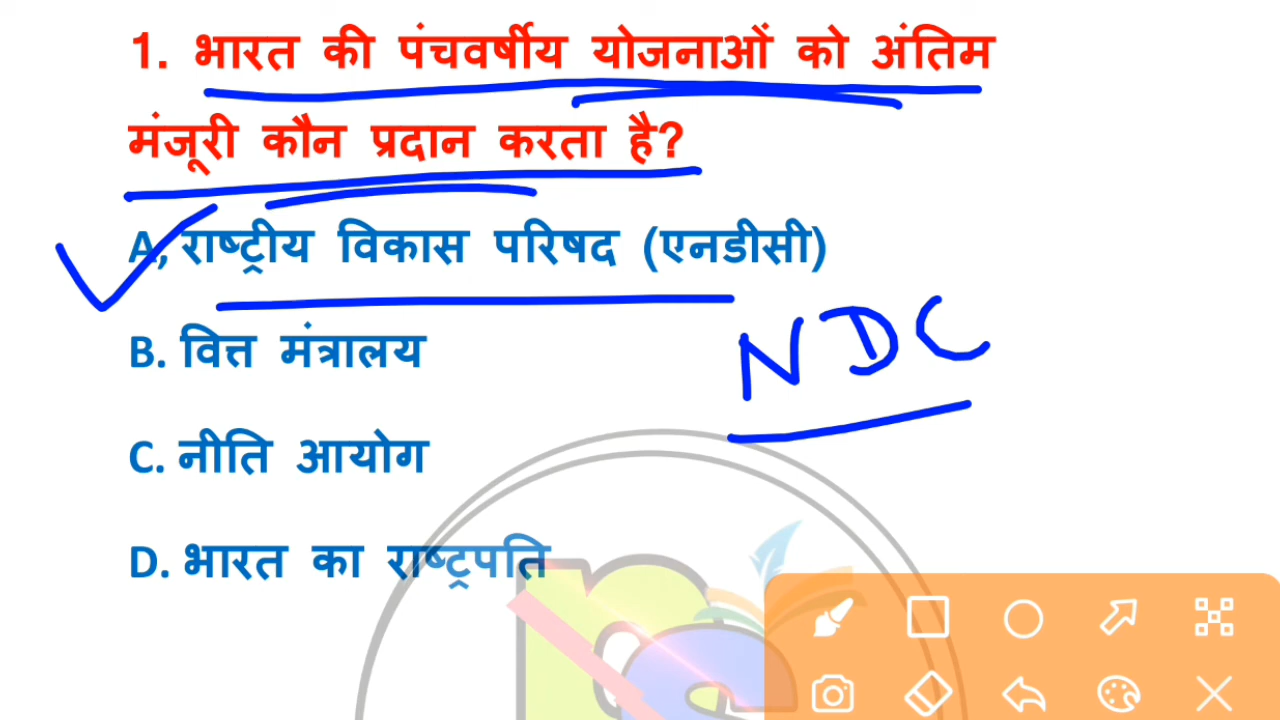 1. भारत की पंचवर्षीय योजनाओं को अंतिम
मंजूरी कौन प्रदान करता है?
A, राष्ट्रीय विकास परिषद (एनडीसी)
B. वित्त मंत्रालय
NDC
C. नीति आयोग
D. भारत का राष्ट्रपति